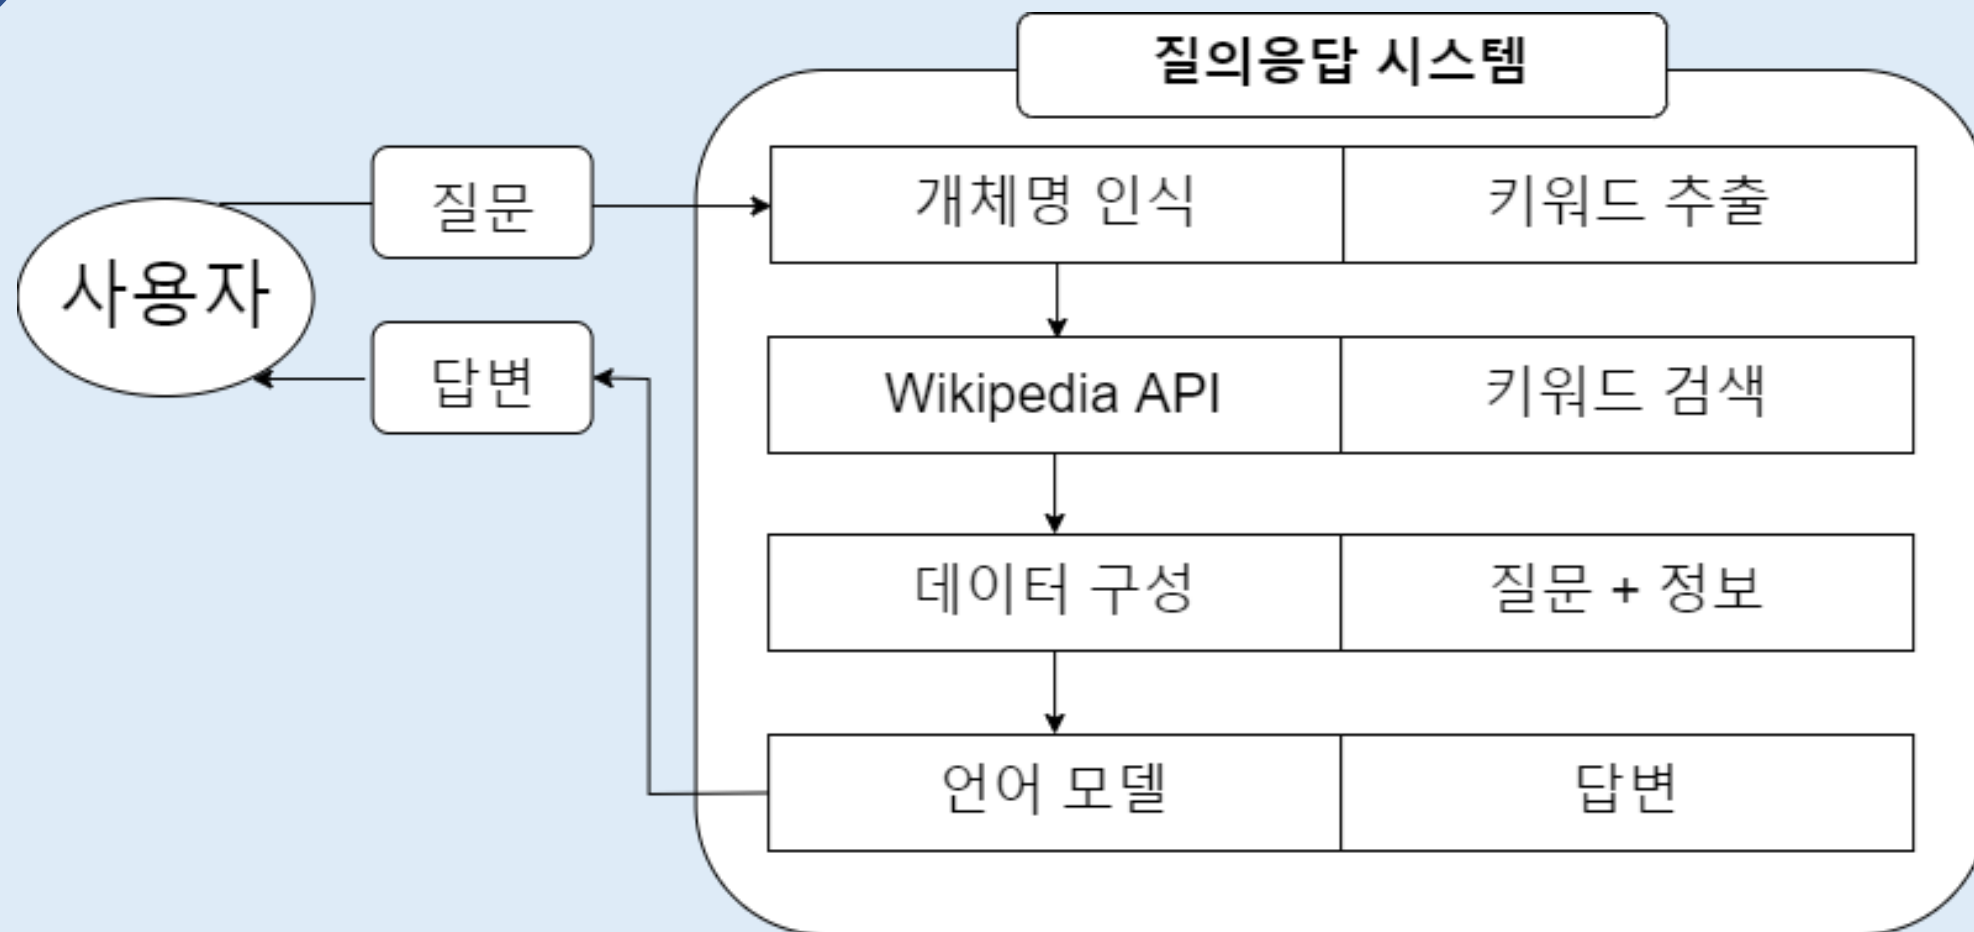 질의응답 시스템
질문
개체명 인식
키워드 추출
사용자
답변
Wikipedia API
키워드 검색
데이터 구성
질문 + 정보
언어 모델
답변